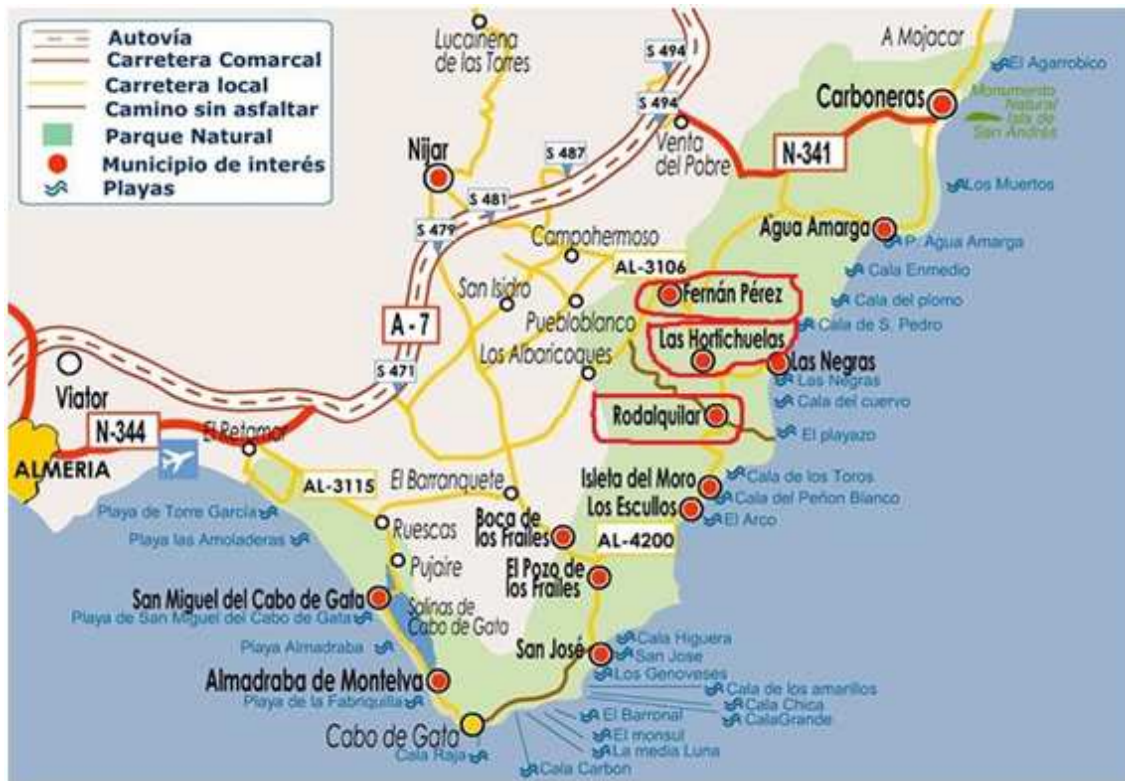 Autovía
Carretera Comarcal
Carretera local
Camino sin asfaltar
Parque Natural
Municipio de interés
Playas
Lucainena
de las Torres
S 494
S 494
A Mojacar
El Agarrobico
Carboneras
Monumento
Natural
Isla de
San Andrés
Venta
del Pobre
N-341
Nijar
S 487
S 481
S 479
Los Muertos
Agua Amarga
P. Agua Amarga
Campohermoso
AL-3106
Cala Enmedio
San Isidro
Fernán Pérez
Cala del plomo
A - 7
Puebloblanco
Cala de S. Pedro
Las Hortichuelas
Los Albaricoques
Las Negras
S 471
Las Negras
Viator
Cala del cuervo
Rodalquilar
N-344
El Retamar
El playazo
ALMERIA
AL-3115
El Barranquete
Isleta del Moro
Cala de los Toros
Cala del Peñon Blanco
Los Escullos
El Arco
Playa de Torre García
Ruescas
Boca de
los Frailes
AL-4200
Playa las Amoladeras
Pujaire
El Pozo de
los Frailes
San Miguel del Cabo de Gata
Playa de San Miguel del Cabo de Gata
Salinas de
Cabo de Gata
Playa Almadraba
San José
Cala Higuera
San Jose
Los Genoveses
Almadraba de Montelva
Playa de la Fabriquilla
Cala de los amarillos
Cala Chica
CalaGrande
El Barronal
Cabo de Gata
El monsul
La media Luna
Cala Raja
Cala Carbon